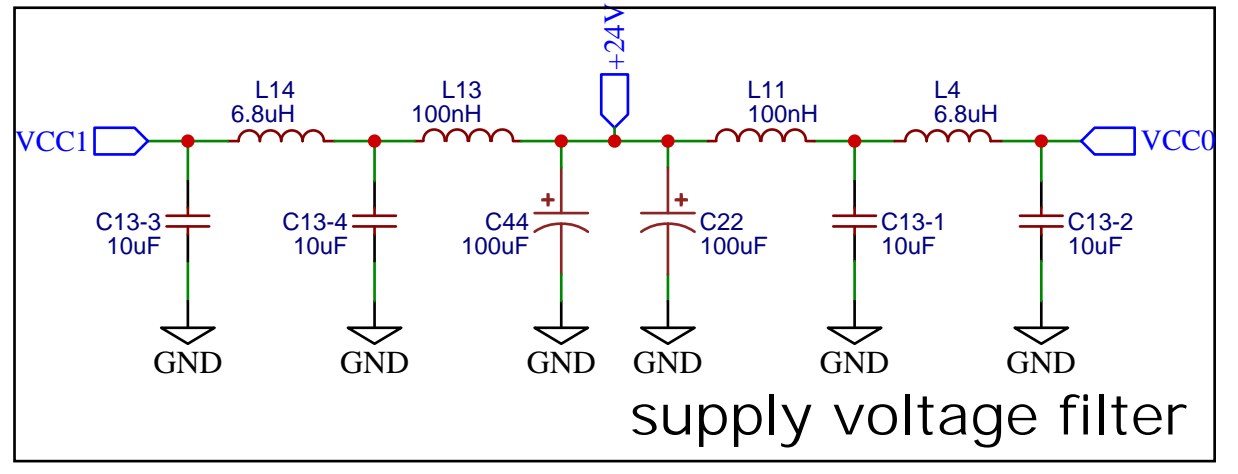 +24V
L14
6.8uH
L13
100nH
L11
100nH
L4
6.8uH
VCC1
VCC0
C13-3
10uF
C13-4
10uF
+
C44
100uF
+
C22
100uF
C13-1
10uF
C13-2
10uF
GND
GND
GND
GND
GND
GND
supply voltage filter